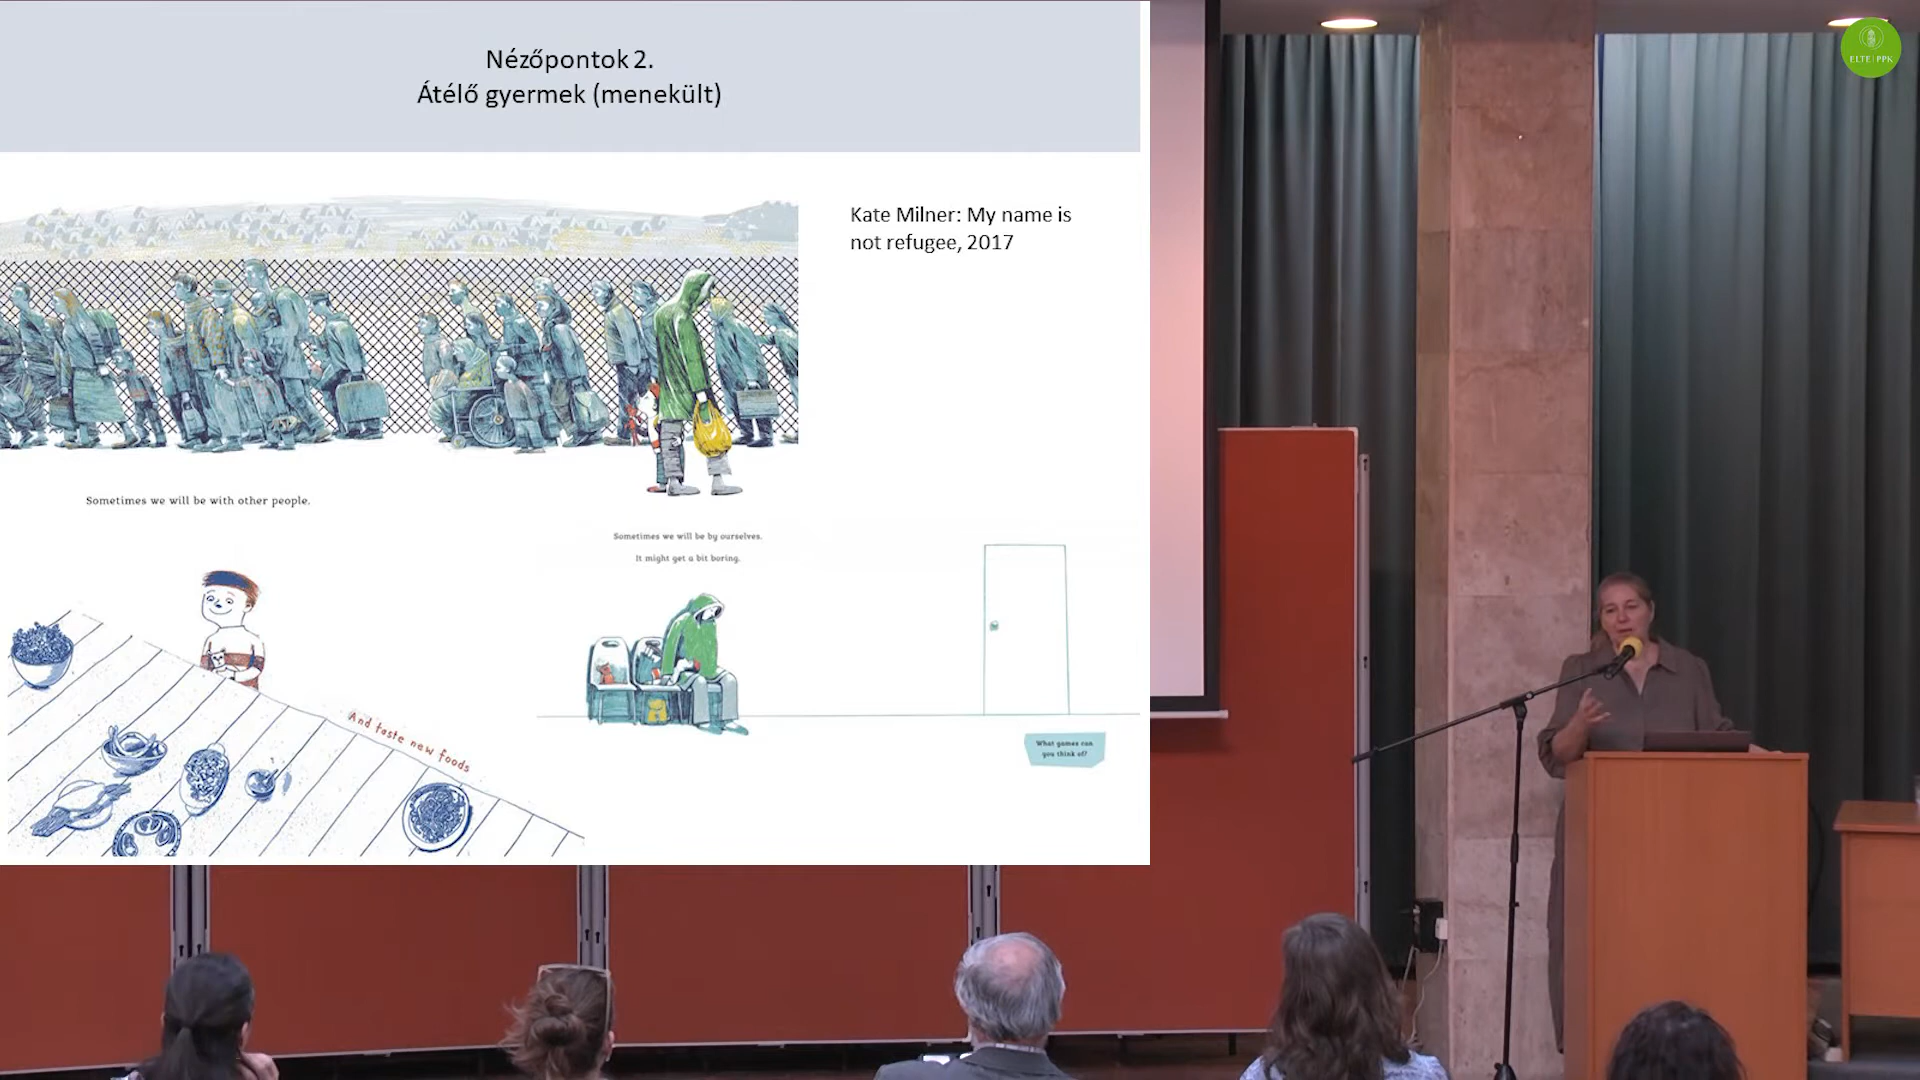 Nézőpontok 2.
Átélő gyermek (menekült)
Kate Milner: My name is
not refugee, 2017
Sometimes we will be with other people.
Sometimes we will be by ourselves.
It might get a bit boring.
And taste new foods
What games can
you think of?
ELTE | PPK